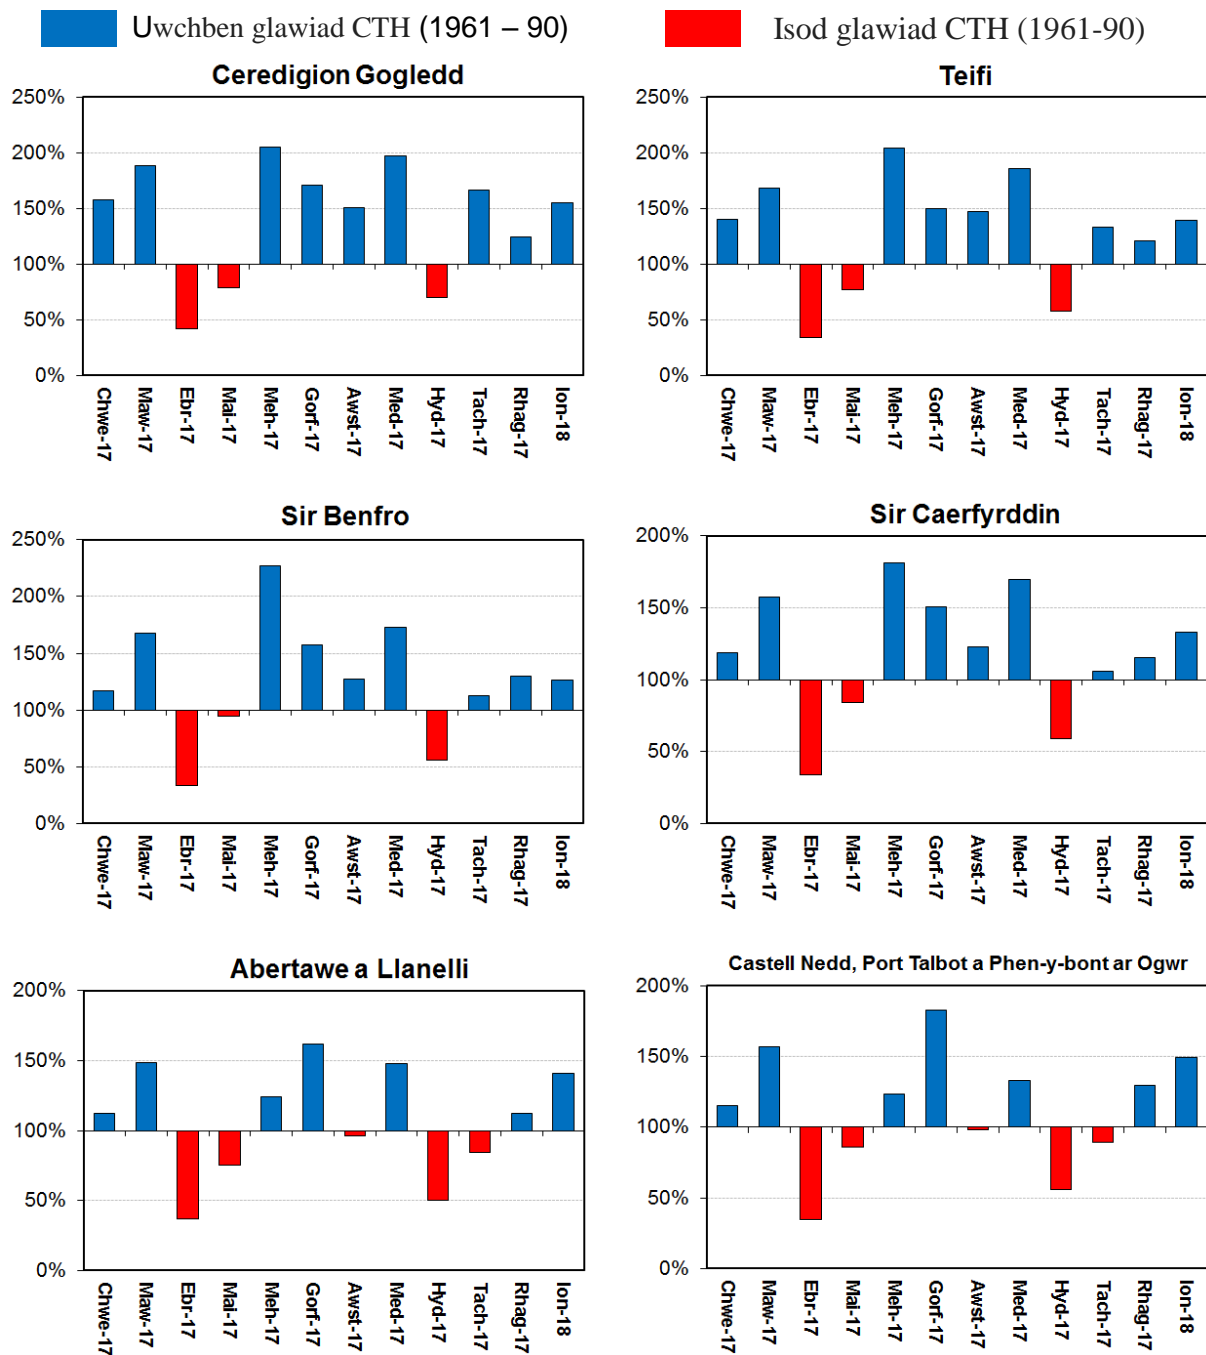 Uwchben glawiad CTH (1961 – 90)
Isod glawiad CTH (1961-90)
Ceredigion Gogledd
250%
200%
150%
100%
50%
0%
Chwe-17
Maw-17
Ebr-17
Mai-17
Meh-17
Gorf-17
Awst-17
Med-17
Hyd-17
Tach-17
Rhag-17
Ion-18
Teifi
250%
200%
150%
100%
50%
0%
Chwe-17
Maw-17
Ebr-17
Mai-17
Meh-17
Gorf-17
Awst-17
Med-17
Hyd-17
Tach-17
Rhag-17
Ion-18
Sir Benfro
250%
200%
150%
100%
50%
0%
Chwe-17
Maw-17
Ebr-17
Mai-17
Meh-17
Gorf-17
Awst-17
Med-17
Hyd-17
Tach-17
Rhag-17
Ion-18
Sir Caerfyrddin
200%
150%
100%
50%
0%
Chwe-17
Maw-17
Ebr-17
Mai-17
Meh-17
Gorf-17
Awst-17
Med-17
Hyd-17
Tach-17
Rhag-17
Ion-18
Abertawe a Llanelli
200%
150%
100%
50%
0%
Chwe-17
Maw-17
Ebr-17
Mai-17
Meh-17
Gorf-17
Awst-17
Med-17
Hyd-17
Tach-17
Rhag-17
Ion-18
Castell Nedd, Port Talbot a Phen-y-bont ar Ogwr
200%
150%
100%
50%
0%
Chwe-17
Maw-17
Ebr-17
Mai-17
Meh-17
Gorf-17
Awst-17
Med-17
Hyd-17
Tach-17
Rhag-17
Ion-18